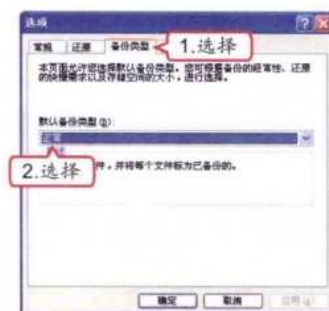 选项
常规 还原 备份类型
1.选择
本页面允许您选择默认备份类型。您可根据备份的经常性、还原
的快慢需求以及存储空间的大小，进行选择。
默认备份类型
2.选择
件，并将每个文件标为已备份的。
确定 取消 应用